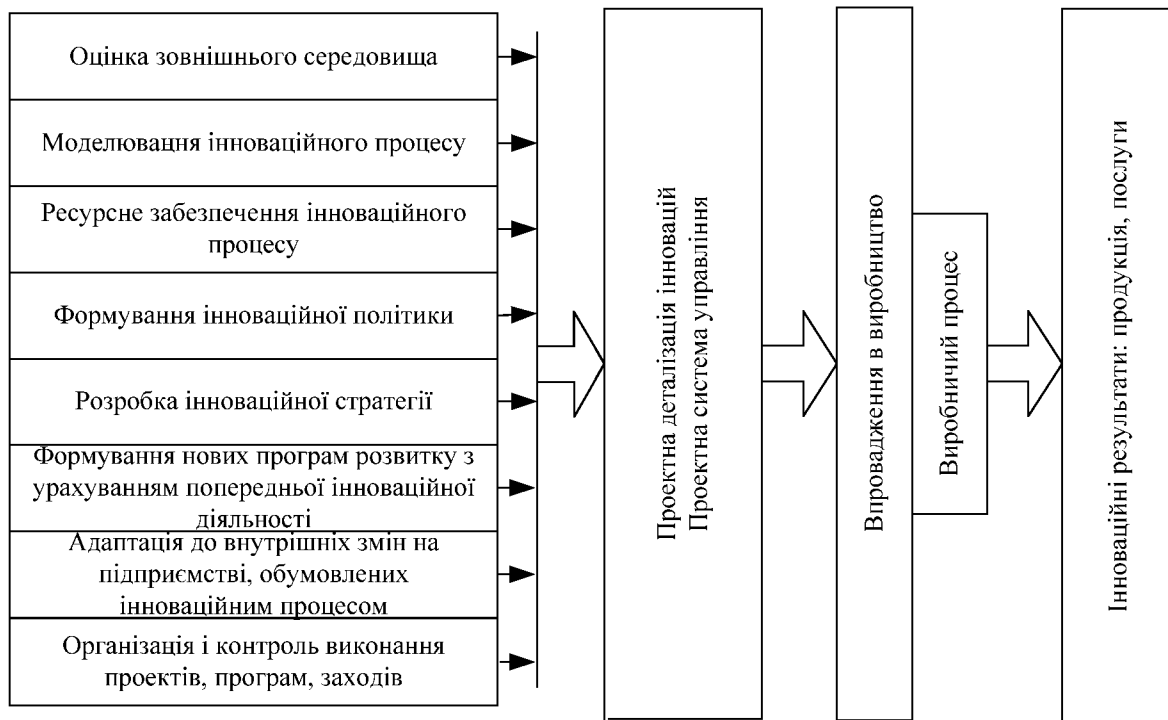 Оцінка зовнішнього середовища
Моделюваця інноваційного процесу
Ресурсне забезпечення інноваційного
процесу
Формування інноваційної політики
Розробка інноваційної стратегії
Формування нових програм розвитку з
урахуванням попередньої інноваційної
діяльності
Адаптація до внутрішніх змін на
підприємстві, обумовлених
інноваційним процесом
Організація і контроль виконання
проектів, програм, заходів
Проектна деталізація інновацій
Проектна система управління
Впровадження в виробництво
Виробничий процес
Інноваційні результати: продукція, послуги